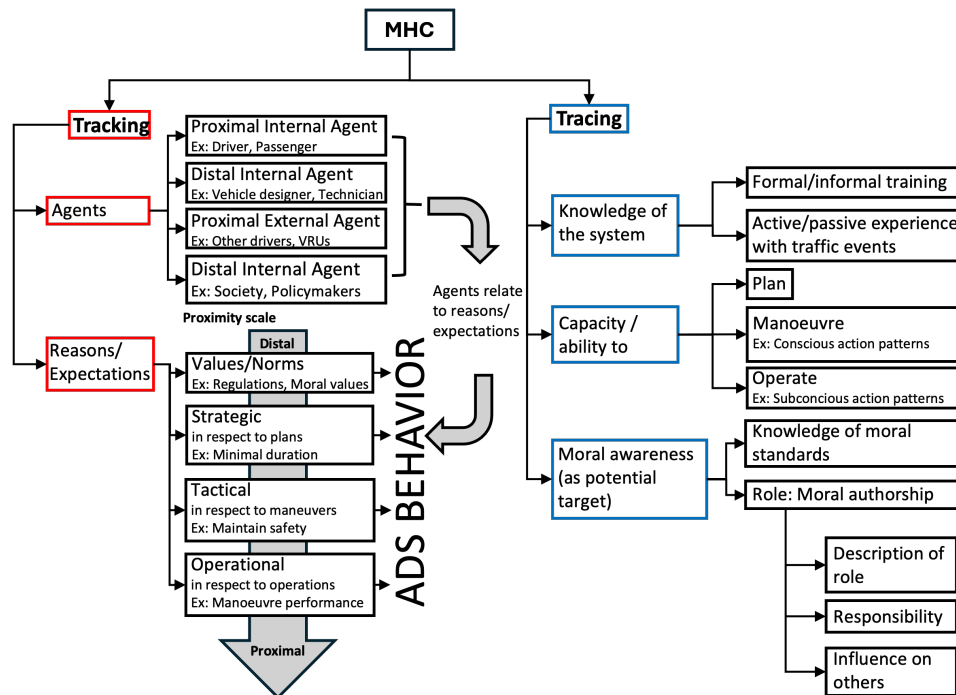 MHC
Tracking
Agents
Proximal Internal Agent
Ex: Driver, Passenger
Distal Internal Agent
Ex: Vehicle designer, Technician
Proximal External Agent
Ex: Other drivers, VRUs
Distal Internal Agent
Ex: Society, Policymakers
Agents relate
to reasons/
expectations
Proximity scale
Distal
Reasons/
Expectations
Values/Norms
Ex: Regulations, Moral values
Strategic
in respect to plans
Ex: Minimal duration
Tactical
in respect to maneuvers
Ex: Maintain safety
Operational
in respect to operations
Ex: Manoeuvre performance
Proximal
ADS BEHAVIOR
Tracing
Knowledge of
the system
Formal/informal training
Active/passive experience
with traffic events
Capacity /
ability to
Plan
Manoeuvre
Ex: Conscious action patterns
Operate
Ex: Subconcious action patterns
Moral awareness
(as potential
target)
Knowledge of moral
standards
Role: Moral authorship
Description of
role
Responsibility
Influence on
others